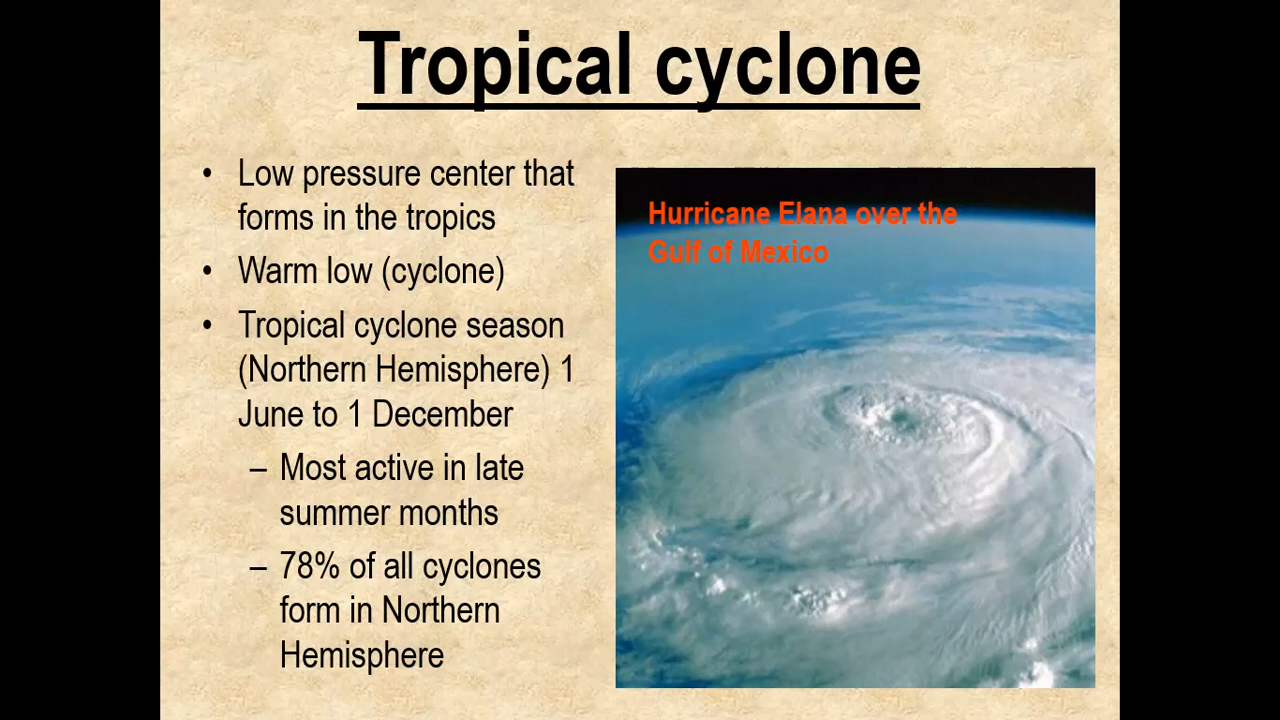 Tropical cyclone
• Low pressure center that
forms in the tropics
• Warm low (cyclone)
• Tropical cyclone season
(Northern Hemisphere) 1
June to 1 December
– Most active in late
summer months
– 78% of all cyclones
form in Northern
Hemisphere
Hurricane Elana over the
Gulf of Mexico